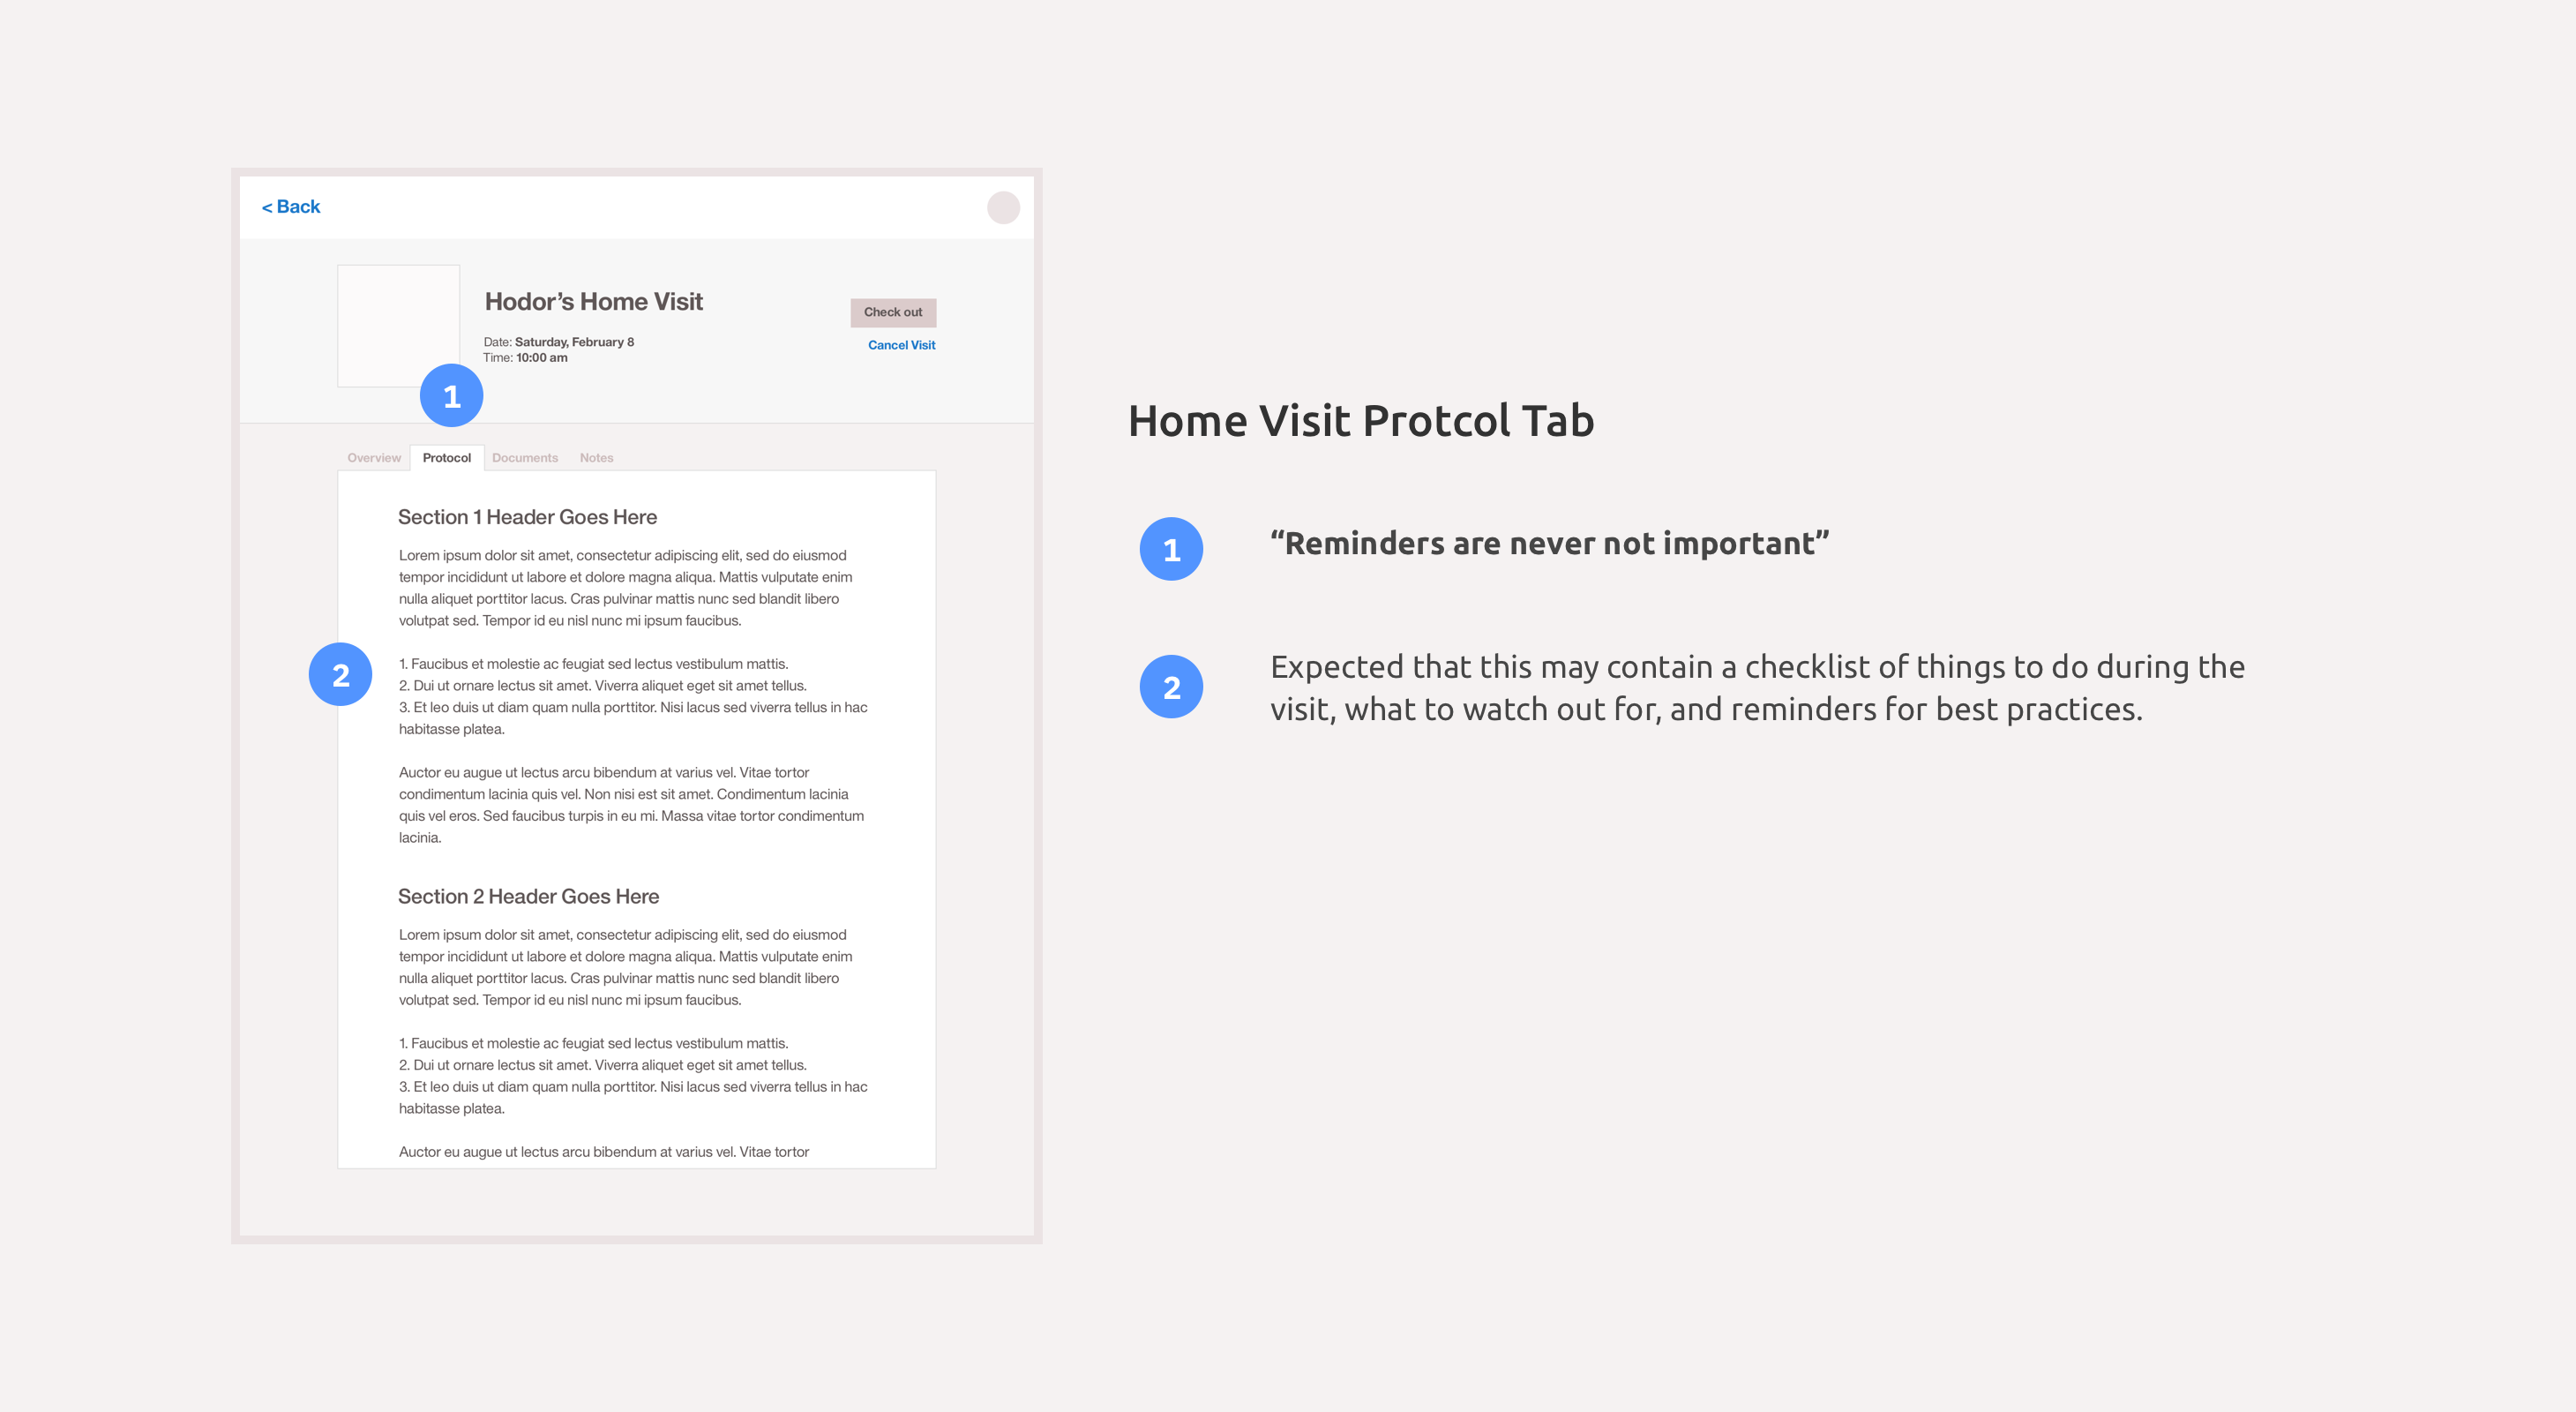 < Back
Hodor’s Home Visit
Date: Saturday, February 8
Time: 10:00 am
Check out
Cancel Visit
1
Overview Protocol Documents Notes
Section 1 Header Goes Here
Lorem ipsum dolor sit amet, consectetur adipiscing elit, sed do eiusmod
tempor incididunt ut labore et dolore magna aliqua. Mattis vulputate enim
nulla aliquet porttitor lacus. Cras pulvinar mattis nunc sed blandit libero
volutpat sed. Tempor id eu nisl nunc mi ipsum faucibus.
2
1. Faucibus et molestie ac feugiat sed lectus vestibulum mattis.
2. Dui ut ornare lectus sit amet. Viverra aliquet eget sit amet tellus.
3. Et leo duis ut diam quam nulla porttitor. Nisi lacus sed viverra tellus in hac
habitasse platea.
Auctor eu augue ut lectus arcu bibendum at varius vel. Vitae tortor
condimentum lacinia quis vel. Non nisi est sit amet. Condimentum lacinia
quis vel eros. Sed faucibus turpis in eu mi. Massa vitae tortor condimentum
lacinia.
Section 2 Header Goes Here
Lorem ipsum dolor sit amet, consectetur adipiscing elit, sed do eiusmod
tempor incididunt ut labore et dolore magna aliqua. Mattis vulputate enim
nulla aliquet porttitor lacus. Cras pulvinar mattis nunc sed blandit libero
volutpat sed. Tempor id eu nisl nunc mi ipsum faucibus.
1. Faucibus et molestie ac feugiat sed lectus vestibulum mattis.
2. Dui ut ornare lectus sit amet. Viverra aliquet eget sit amet tellus.
3. Et leo duis ut diam quam nulla porttitor. Nisi lacus sed viverra tellus in hac
habitasse platea.
Auctor eu augue ut lectus arcu bibendum at varius vel. Vitae tortor
Home Visit Protcol Tab
1
“Reminders are never not important”
2
Expected that this may contain a checklist of things to do during the
visit, what to watch out for, and reminders for best practices.